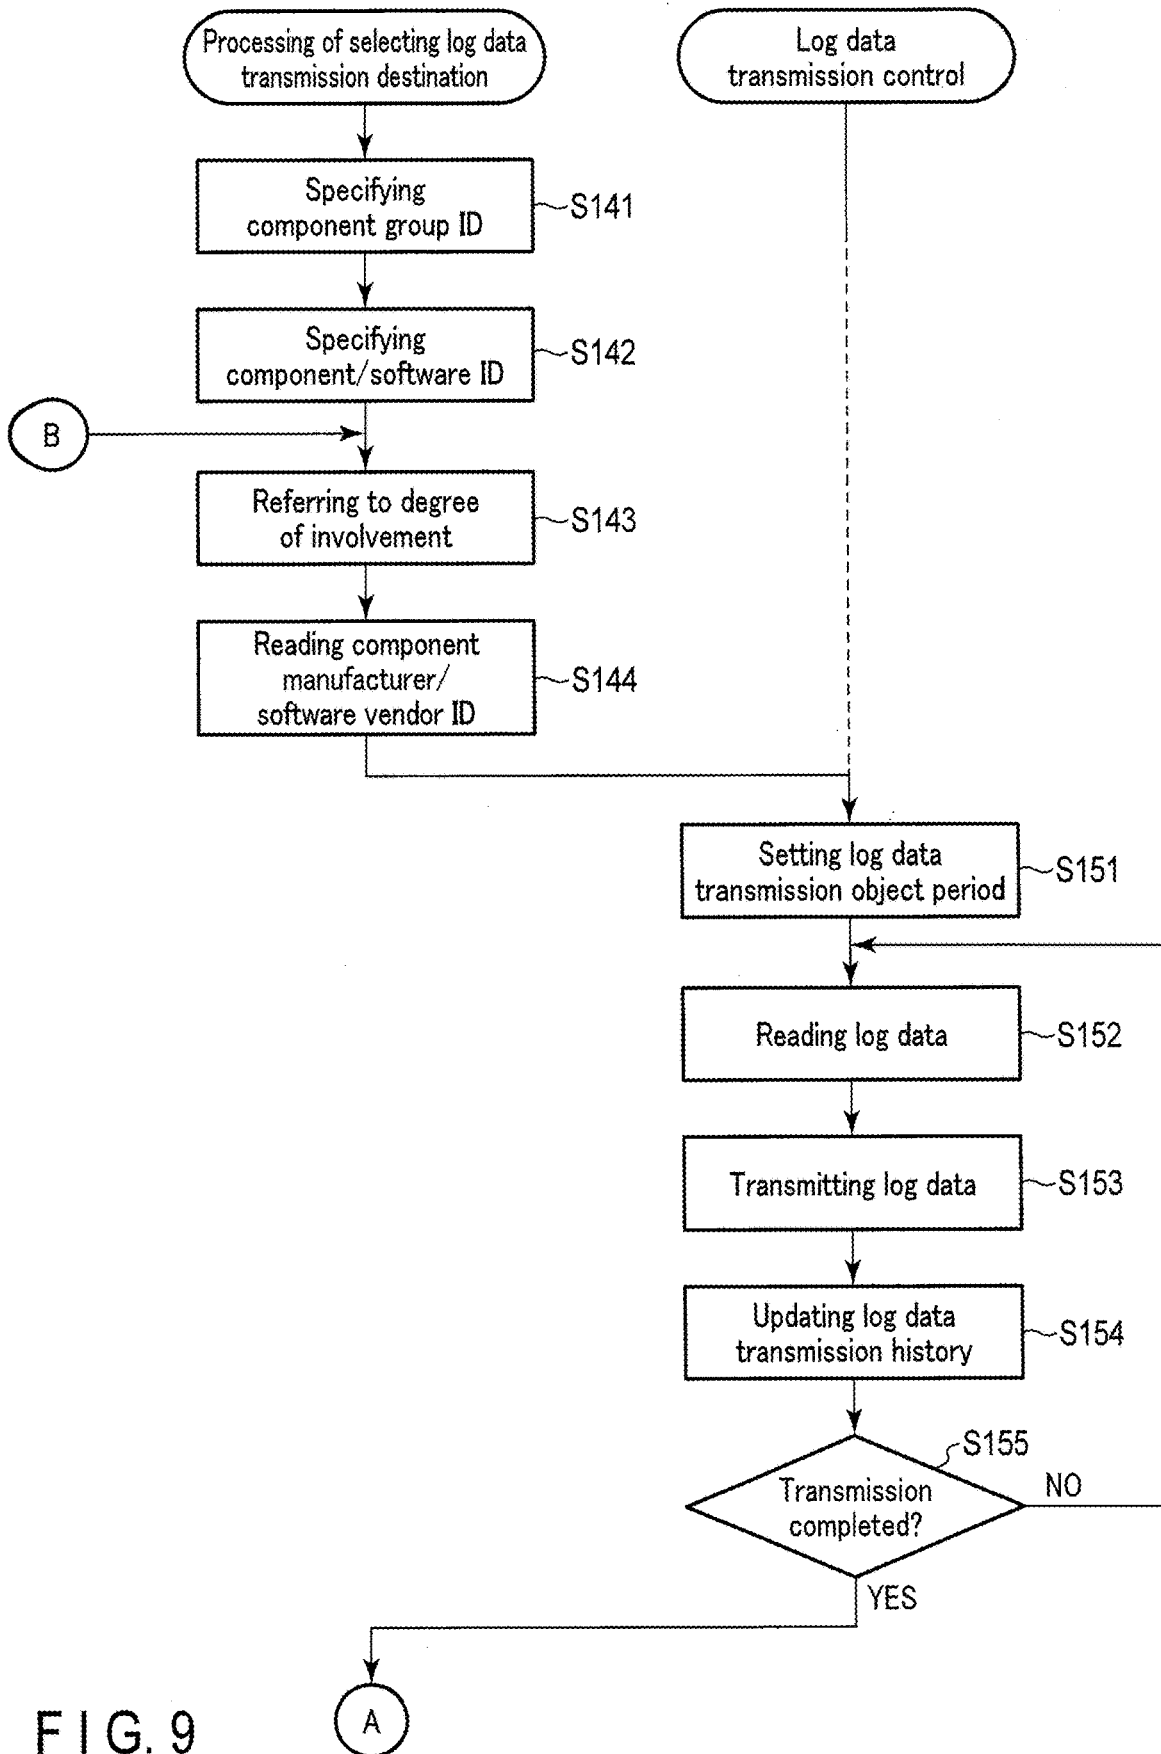 Processing of selecting log data
transmission destination
Log data
transmission control
Specifying
component group ID
S141
Specifying
component/software ID
S142
B
Referring to degree
of involvement
S143
Reading component
manufacturer/
software vendor ID
S144
Setting log data
transmission object period
S151
Reading log data
S152
Transmitting log data
S153
Updating log data
transmission history
S154
S155
Transmission
completed?
NO
YES
A
FIG. 9